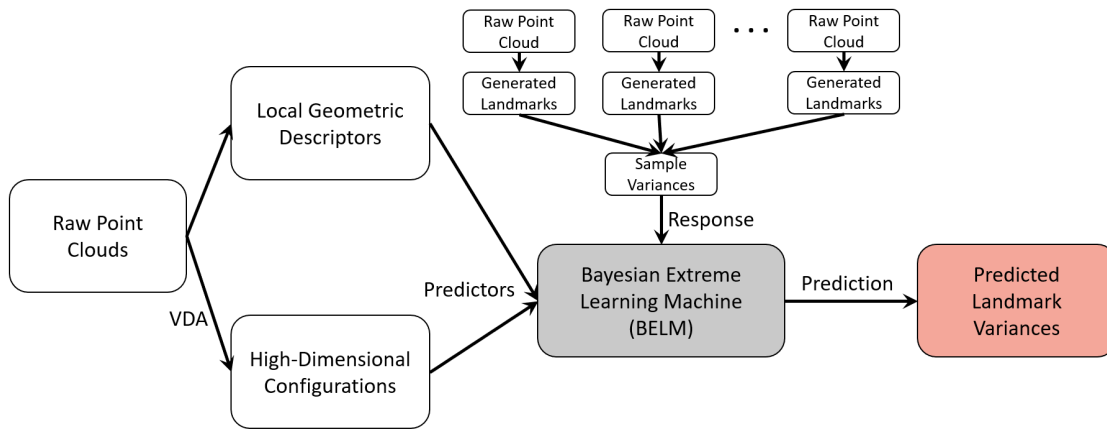 Raw Point
Cloud
Raw Point
Cloud
. . .
Raw Point
Cloud
Generated
Landmarks
Generated
Landmarks
Generated
Landmarks
Sample
Variances
Response
Local Geometric
Descriptors
Raw Point
Clouds
VDA
High-Dimensional
Configurations
Predictors
Bayesian Extreme
Learning Machine
(BELM)
Prediction
Predicted
Landmark
Variances